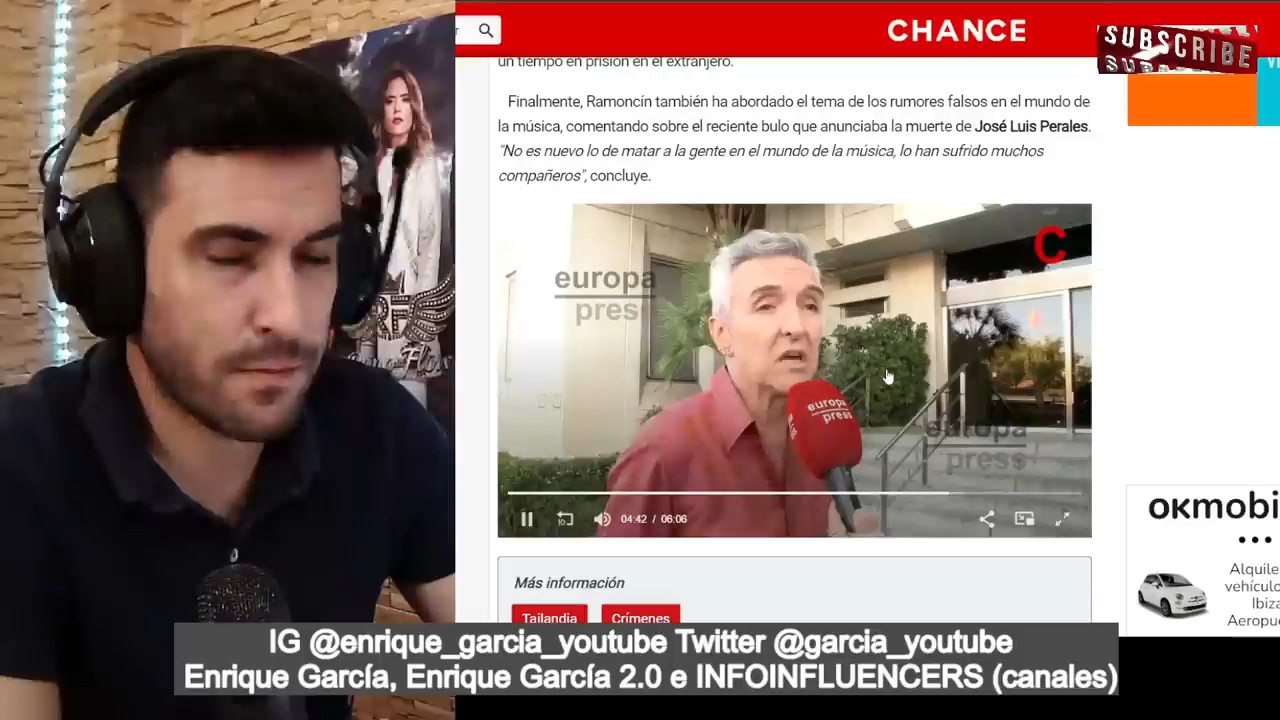 CHANCE
SUBSCRIBE
un tiempo en prisión en el extranjero.
Finalmente, Ramoncín también ha abordado el tema de los rumores falsos en el mundo de
la música, comentando sobre el reciente bulo que anunciaba la muerte de José Luis Perales.
"No es nuevo lo de matar a la gente en el mundo de la música, lo han sufrido muchos
compañeros", concluye.
C
europa
press
europa
press
europa
press
RF
04:42 / 06:06
Más información
Tailandia
Crímenes
okmobi
•••
Alquile
vehículo
Ibiza
Aeropue
IG @enrique_garcia_youtube Twitter @garcia_youtube
Enrique García, Enrique García 2.0 e INFOINFLUENCERS (canales)